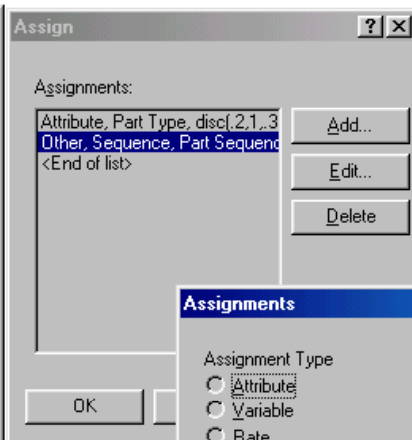 Assign
Assignments:
Attribute, Part Type, disc(.2,1,.3
Other, Sequence, Part Sequenc
<End of list>
Add...
Edit...
Delete
OK
Assignments
Assignment Type
Attribute
Variable
Rate